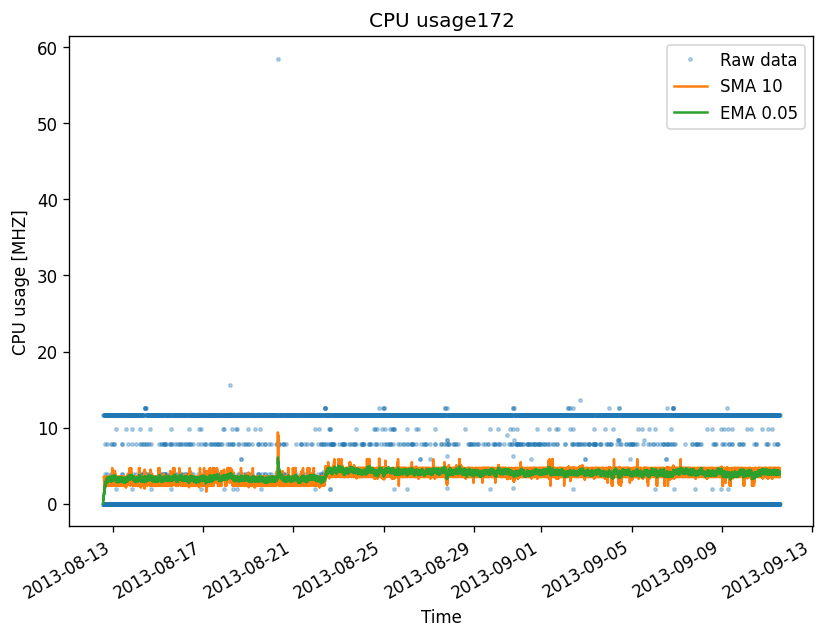 CPU usage172
Raw data
SMA 10
EMA 0.05
CPU usage [MHZ]
60
50
40
30
20
10
0
2013-08-13
2013-08-17
2013-08-21
2013-08-25
2013-08-29
2013-09-01
2013-09-05
2013-09-09
2013-09-13
Time